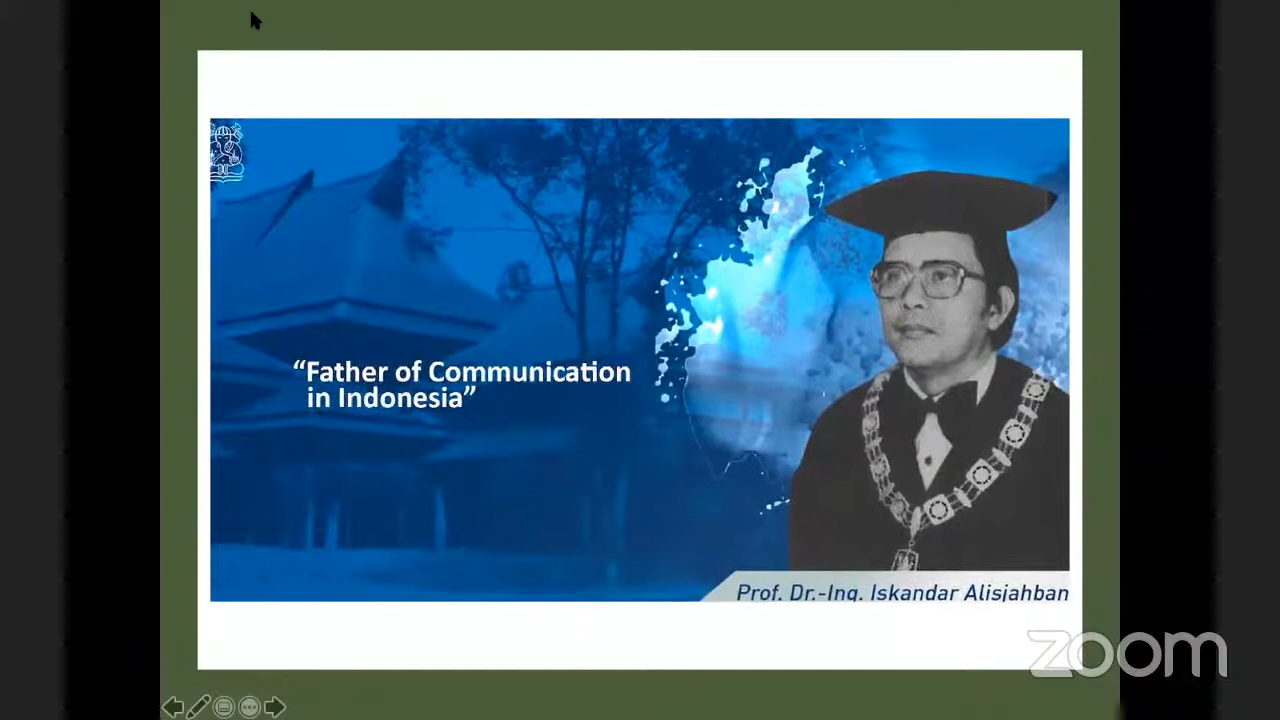 “Father of Communication
in Indonesia”
Prof. Dr.-Ing. Iskandar Alisjahban
zoom